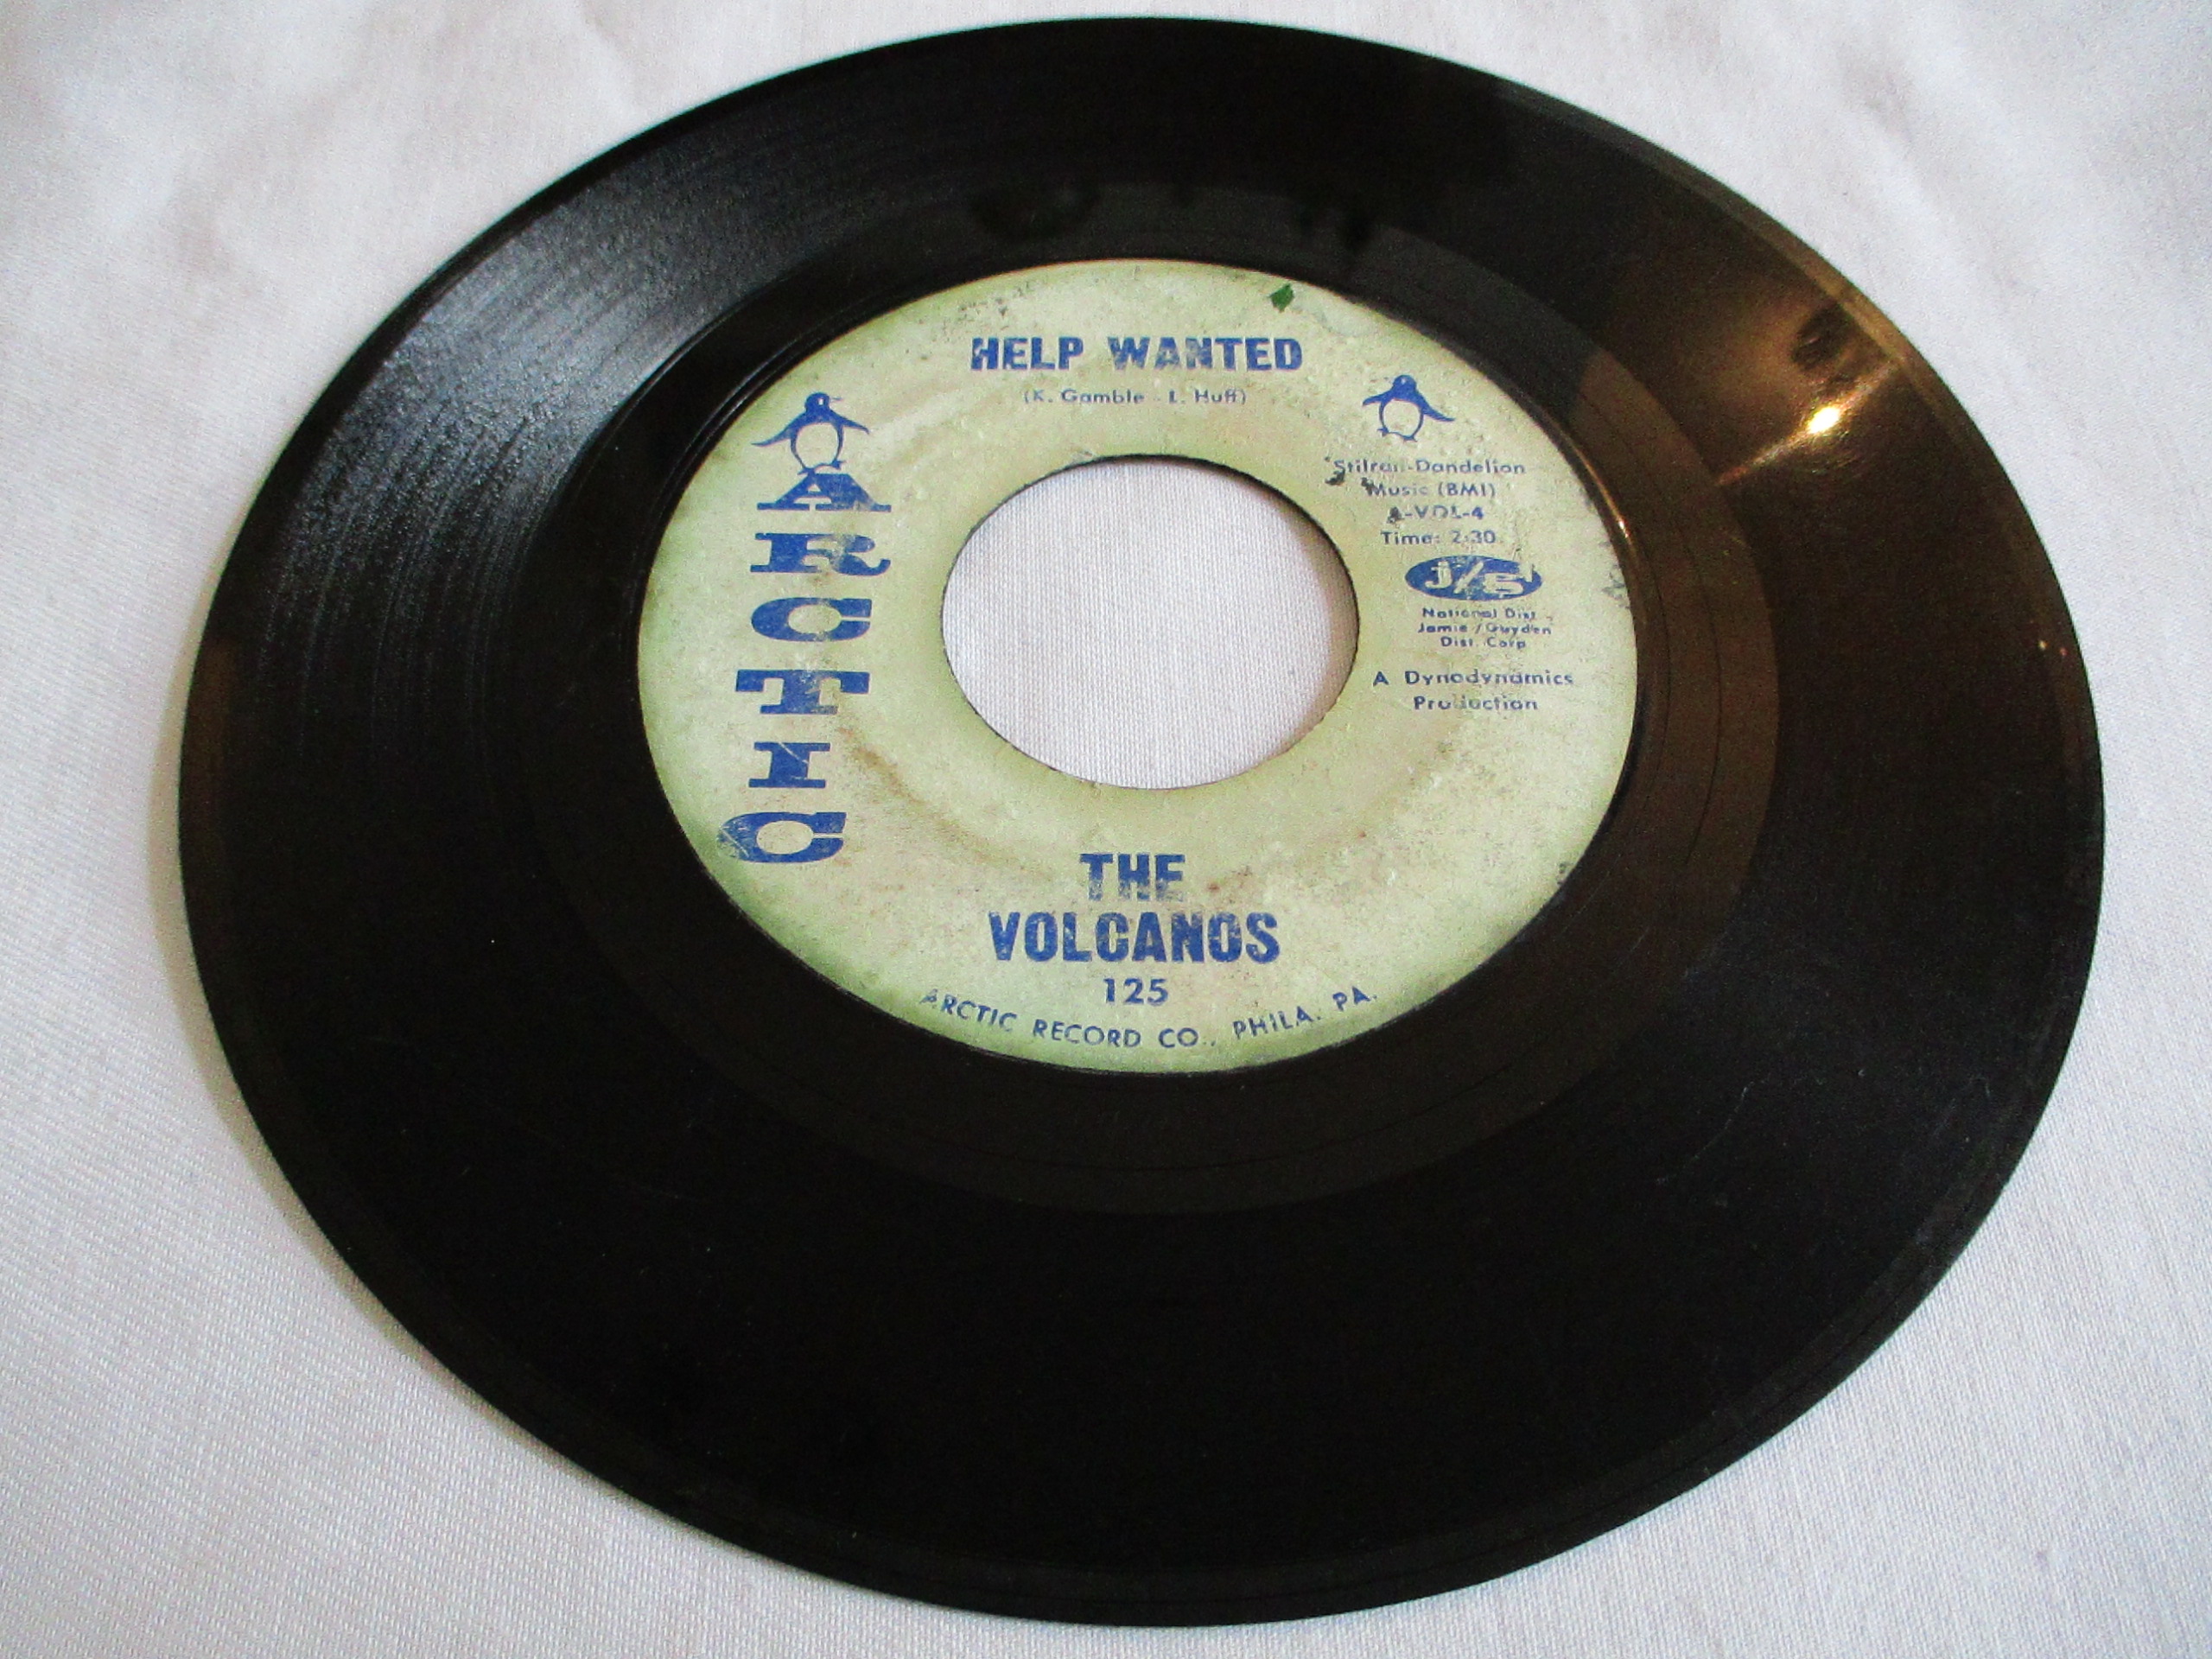 HELP WANTED
(K. Gamble - L. Huff)
ARCTIC
Stilran-Dandelion
Music (BMI)
A-VOL-4
Time: 2:30
j/g
National Dist.
Jamie/Guyden
Dist. Corp
A Dynodynamics
Production
THE
VOLCANOS
125
ARCTIC RECORD CO., PHILA. PA.